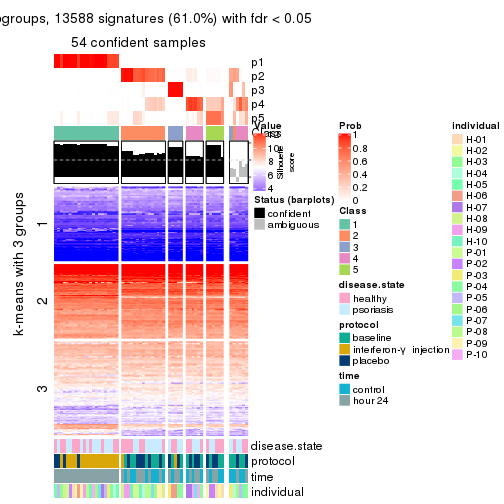 ogroups, 13588 signatures (61.0%) with fdr < 0.05
54 confident samples
p1
p2
p3
p4
p5
Class
Silhouette score
k-means with 3 groups
1
2
3
disease.state
protocol
time
individual
Value
10
8
6
4
Status (barplots)
confident
ambiguous
Prob
1
0.8
0.6
0.4
0.2
0
Class
1
2
3
4
5
disease.state
healthy
psoriasis
protocol
baseline
interferon-γ injection
placebo
time
control
hour 24
individual
H-01
H-02
H-03
H-04
H-05
H-06
H-07
H-08
H-09
H-10
P-01
P-02
P-03
P-04
P-05
P-06
P-07
P-08
P-09
P-10